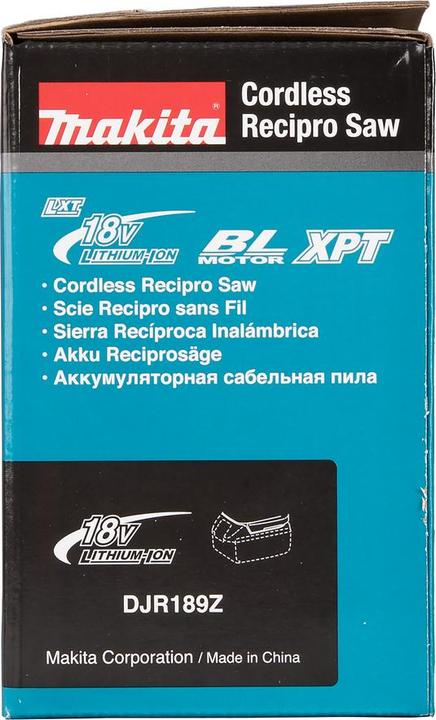 makita®
Cordless
Recipro Saw
LXT
18V
LITHIUM-ION
BL
MOTOR
XPT
• Cordless Recipro Saw
• Scie Recipro sans Fil
• Sierra Recíproca Inalámbrica
• Akku Reciprosäge
• Аккумуляторная сабельная пила
18V
LITHIUM-ION
DJR189Z
Makita Corporation / Made in China